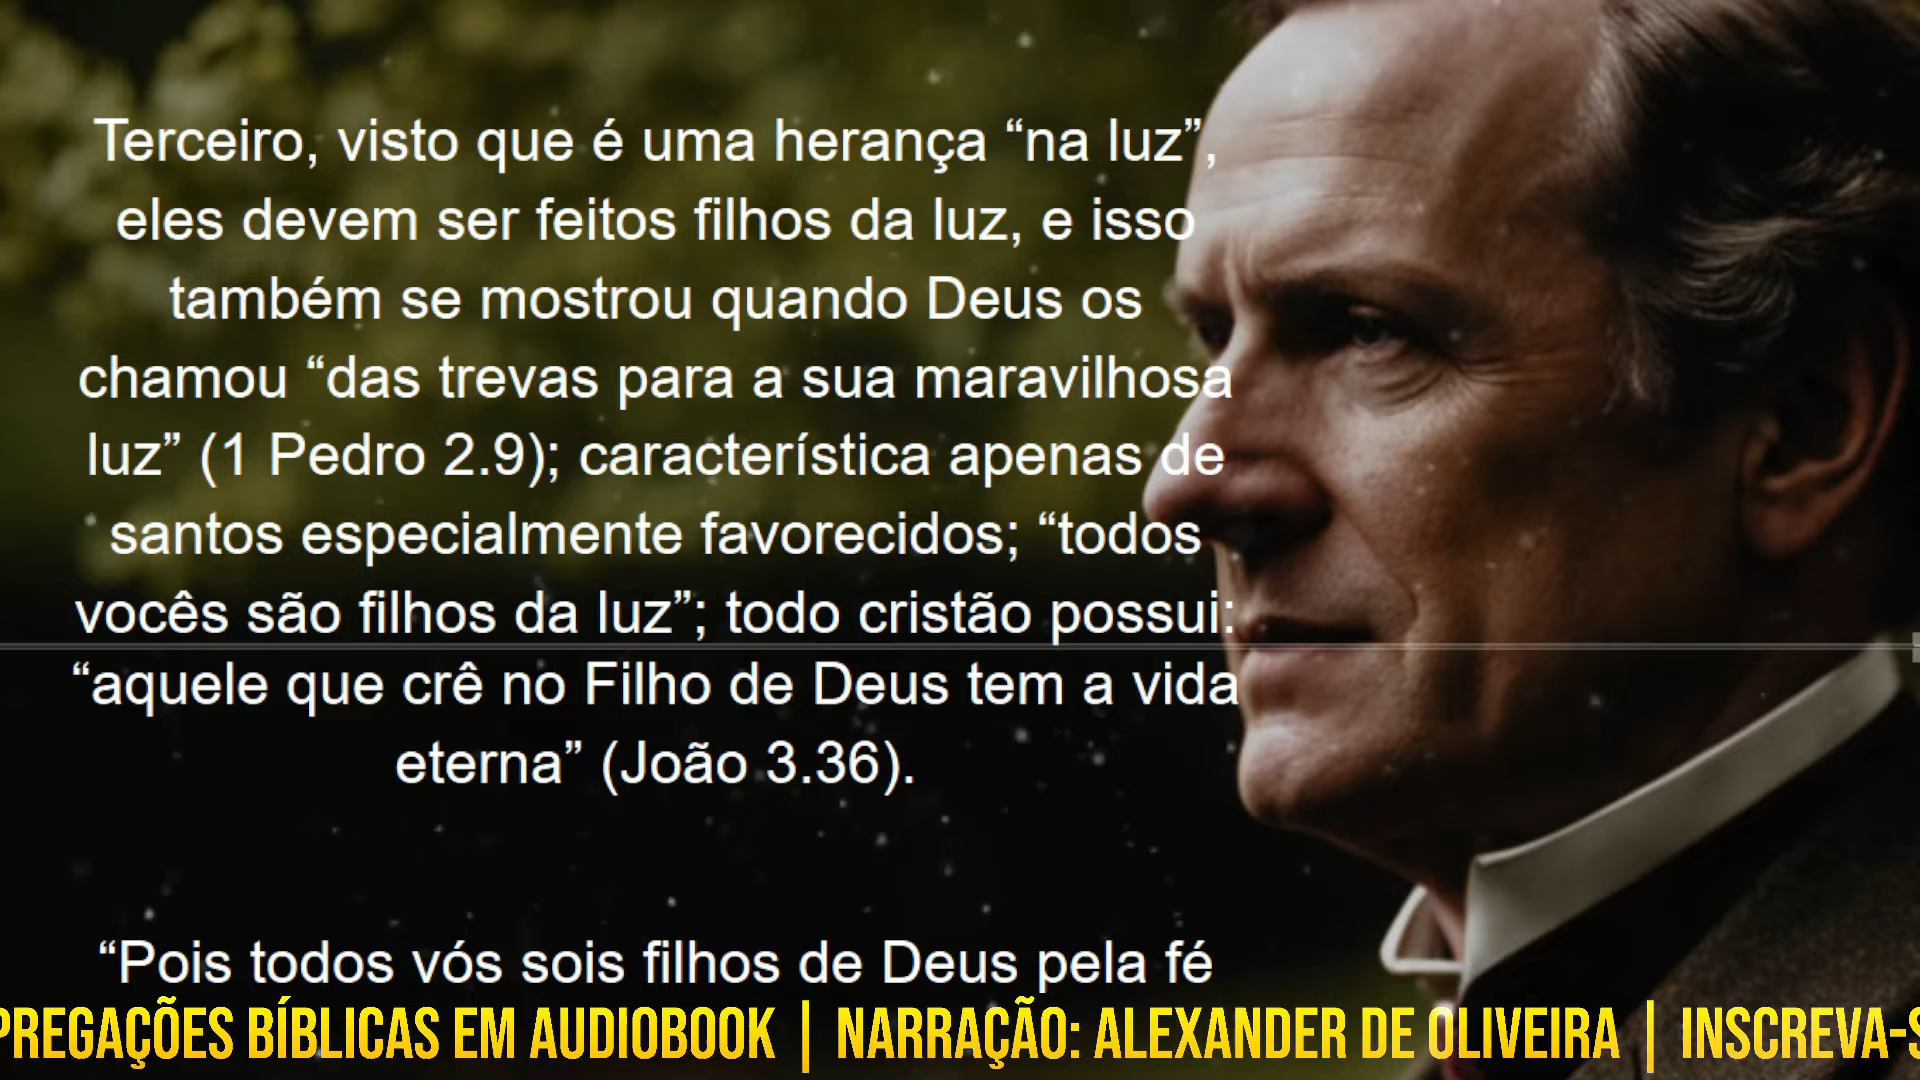 Terceiro, visto que é uma herança “na luz”,
eles devem ser feitos filhos da luz, e isso
também se mostrou quando Deus os
chamou “das trevas para a sua maravilhosa
luz” (1 Pedro 2.9); característica apenas de
santos especialmente favorecidos; “todos
vocês são filhos da luz”; todo cristão possui:
“aquele que crê no Filho de Deus tem a vida
eterna” (João 3.36).
“Pois todos vós sois filhos de Deus pela fé
PREGAÇÕES BÍBLICAS EM AUDIOBOOK | NARRAÇÃO: ALEXANDER DE OLIVEIRA | INSCREVA-S